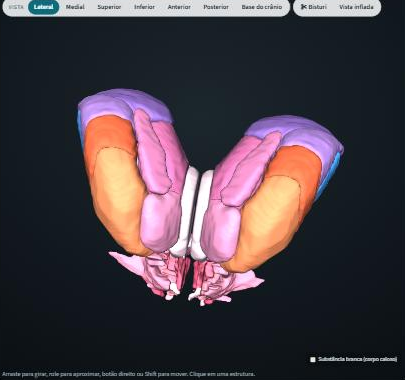 VISTA Lateral Medial Superior Inferior Anterior Posterior Base do crânio Bisturi Vista inflada
Substância branca (corpo caloso)
Arraste para girar, role para aproximar, botão direito ou Shift para mover. Clique em uma estrutura.